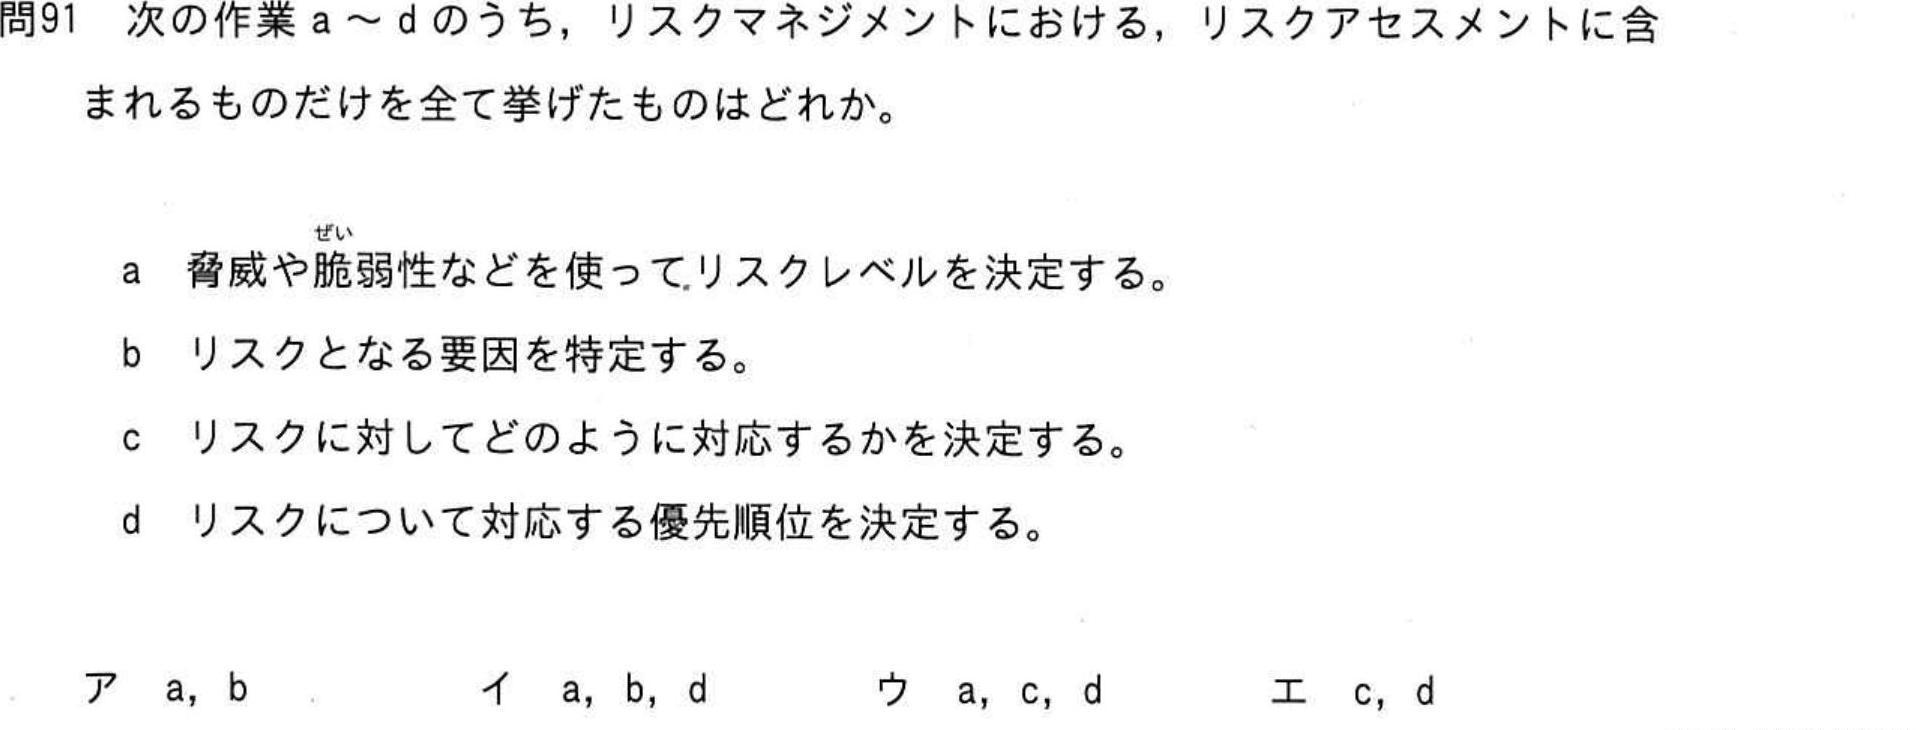 問91 次の作業 a ~ d のうち，リスクマネジメントにおける，リスクアセスメントに含
まれるものだけを全て挙げたものはどれか。
ぜい
a 脅威や脆弱性などを使ってリスクレベルを決定する。
b リスクとなる要因を特定する。
c リスクに対してどのように対応するかを決定する。
d リスクについて対応する優先順位を決定する。
ア a，b イ a，b，d ウ a，c，d エ c，d